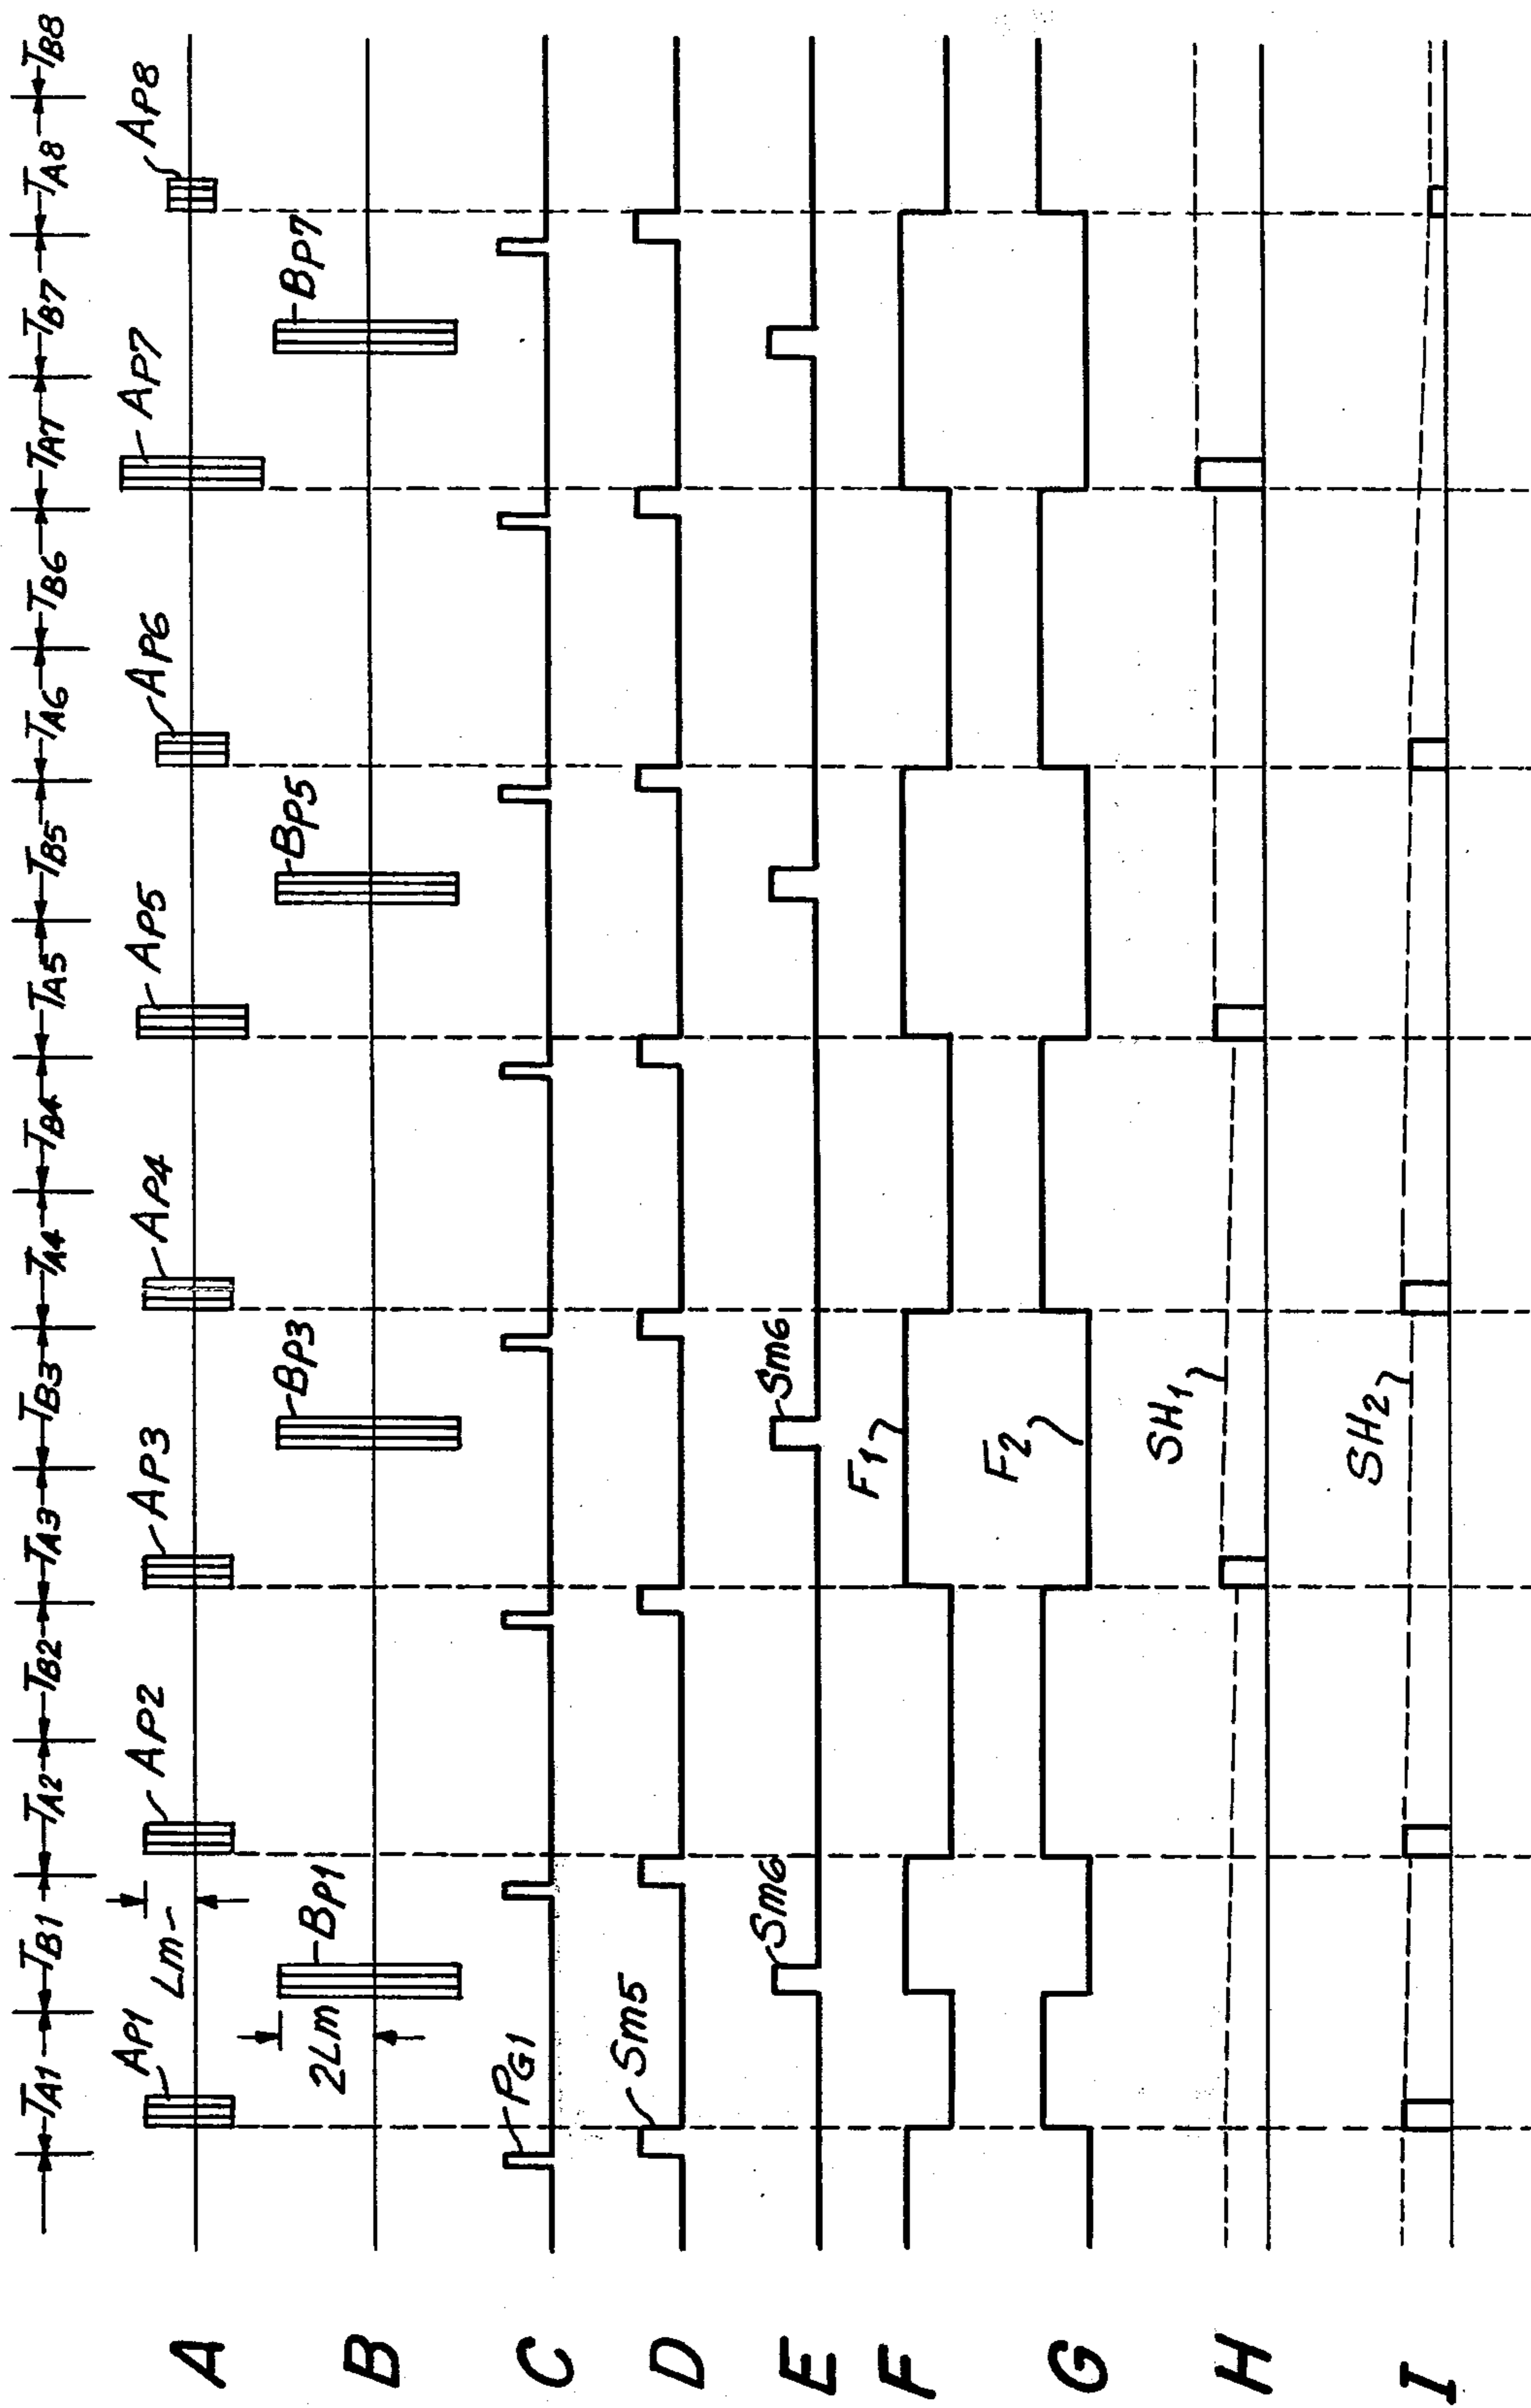 TA1 TB1 TA2 TB2 TA3 TB3 TA4 TB4 TA5 TB5 TA6 TB6 TA7 TB7 TA8 TB8
A AP1 Lm AP2 AP3 AP4 AP5 AP6 AP7 AP8
B 2Lm BP1 BP3 BP5 BP7
C PG1
D Sm5
E Sm6 Sm6
F F1
G F2
H SH1
I SH2